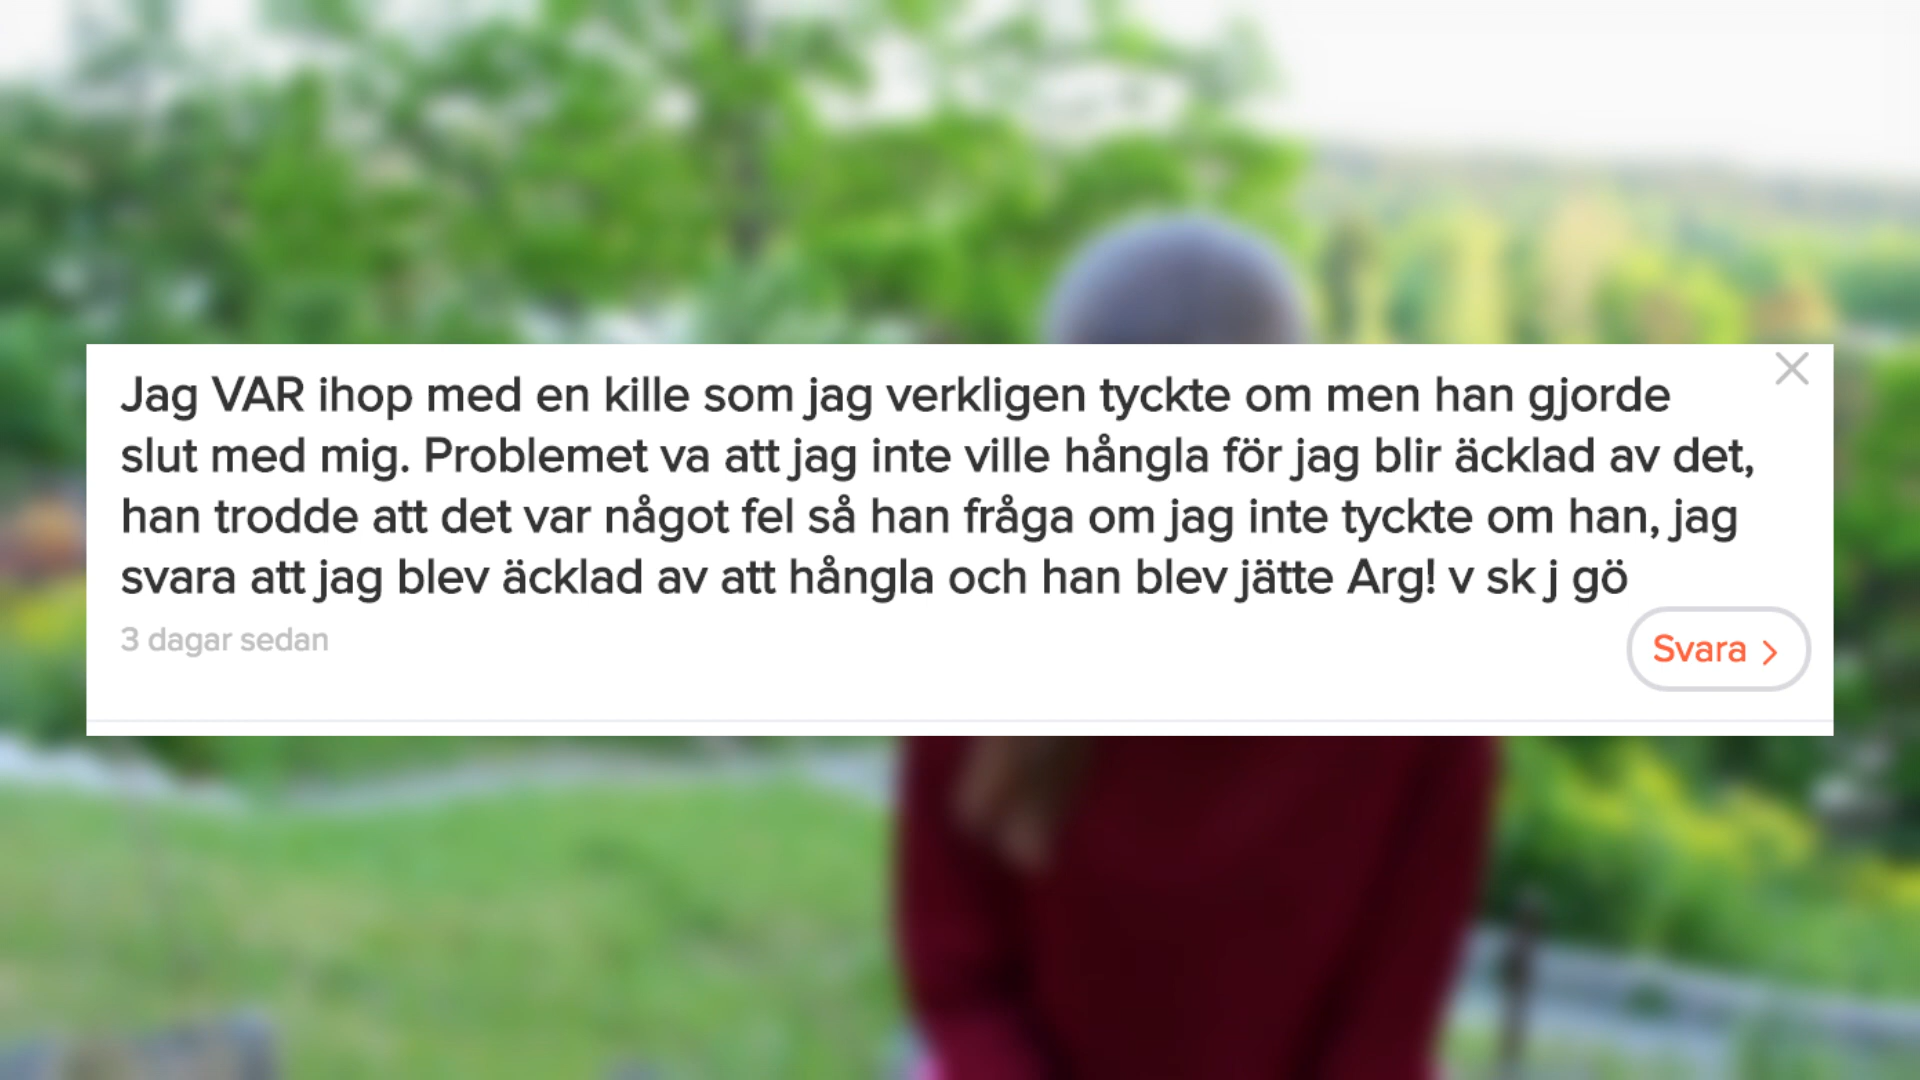 Jag VAR ihop med en kille som jag verkligen tyckte om men han gjorde
slut med mig. Problemet va att jag inte ville hångla för jag blir äcklad av det,
han trodde att det var något fel så han fråga om jag inte tyckte om han, jag
svara att jag blev äcklad av att hångla och han blev jätte Arg! v sk j gö
3 dagar sedan
Svara